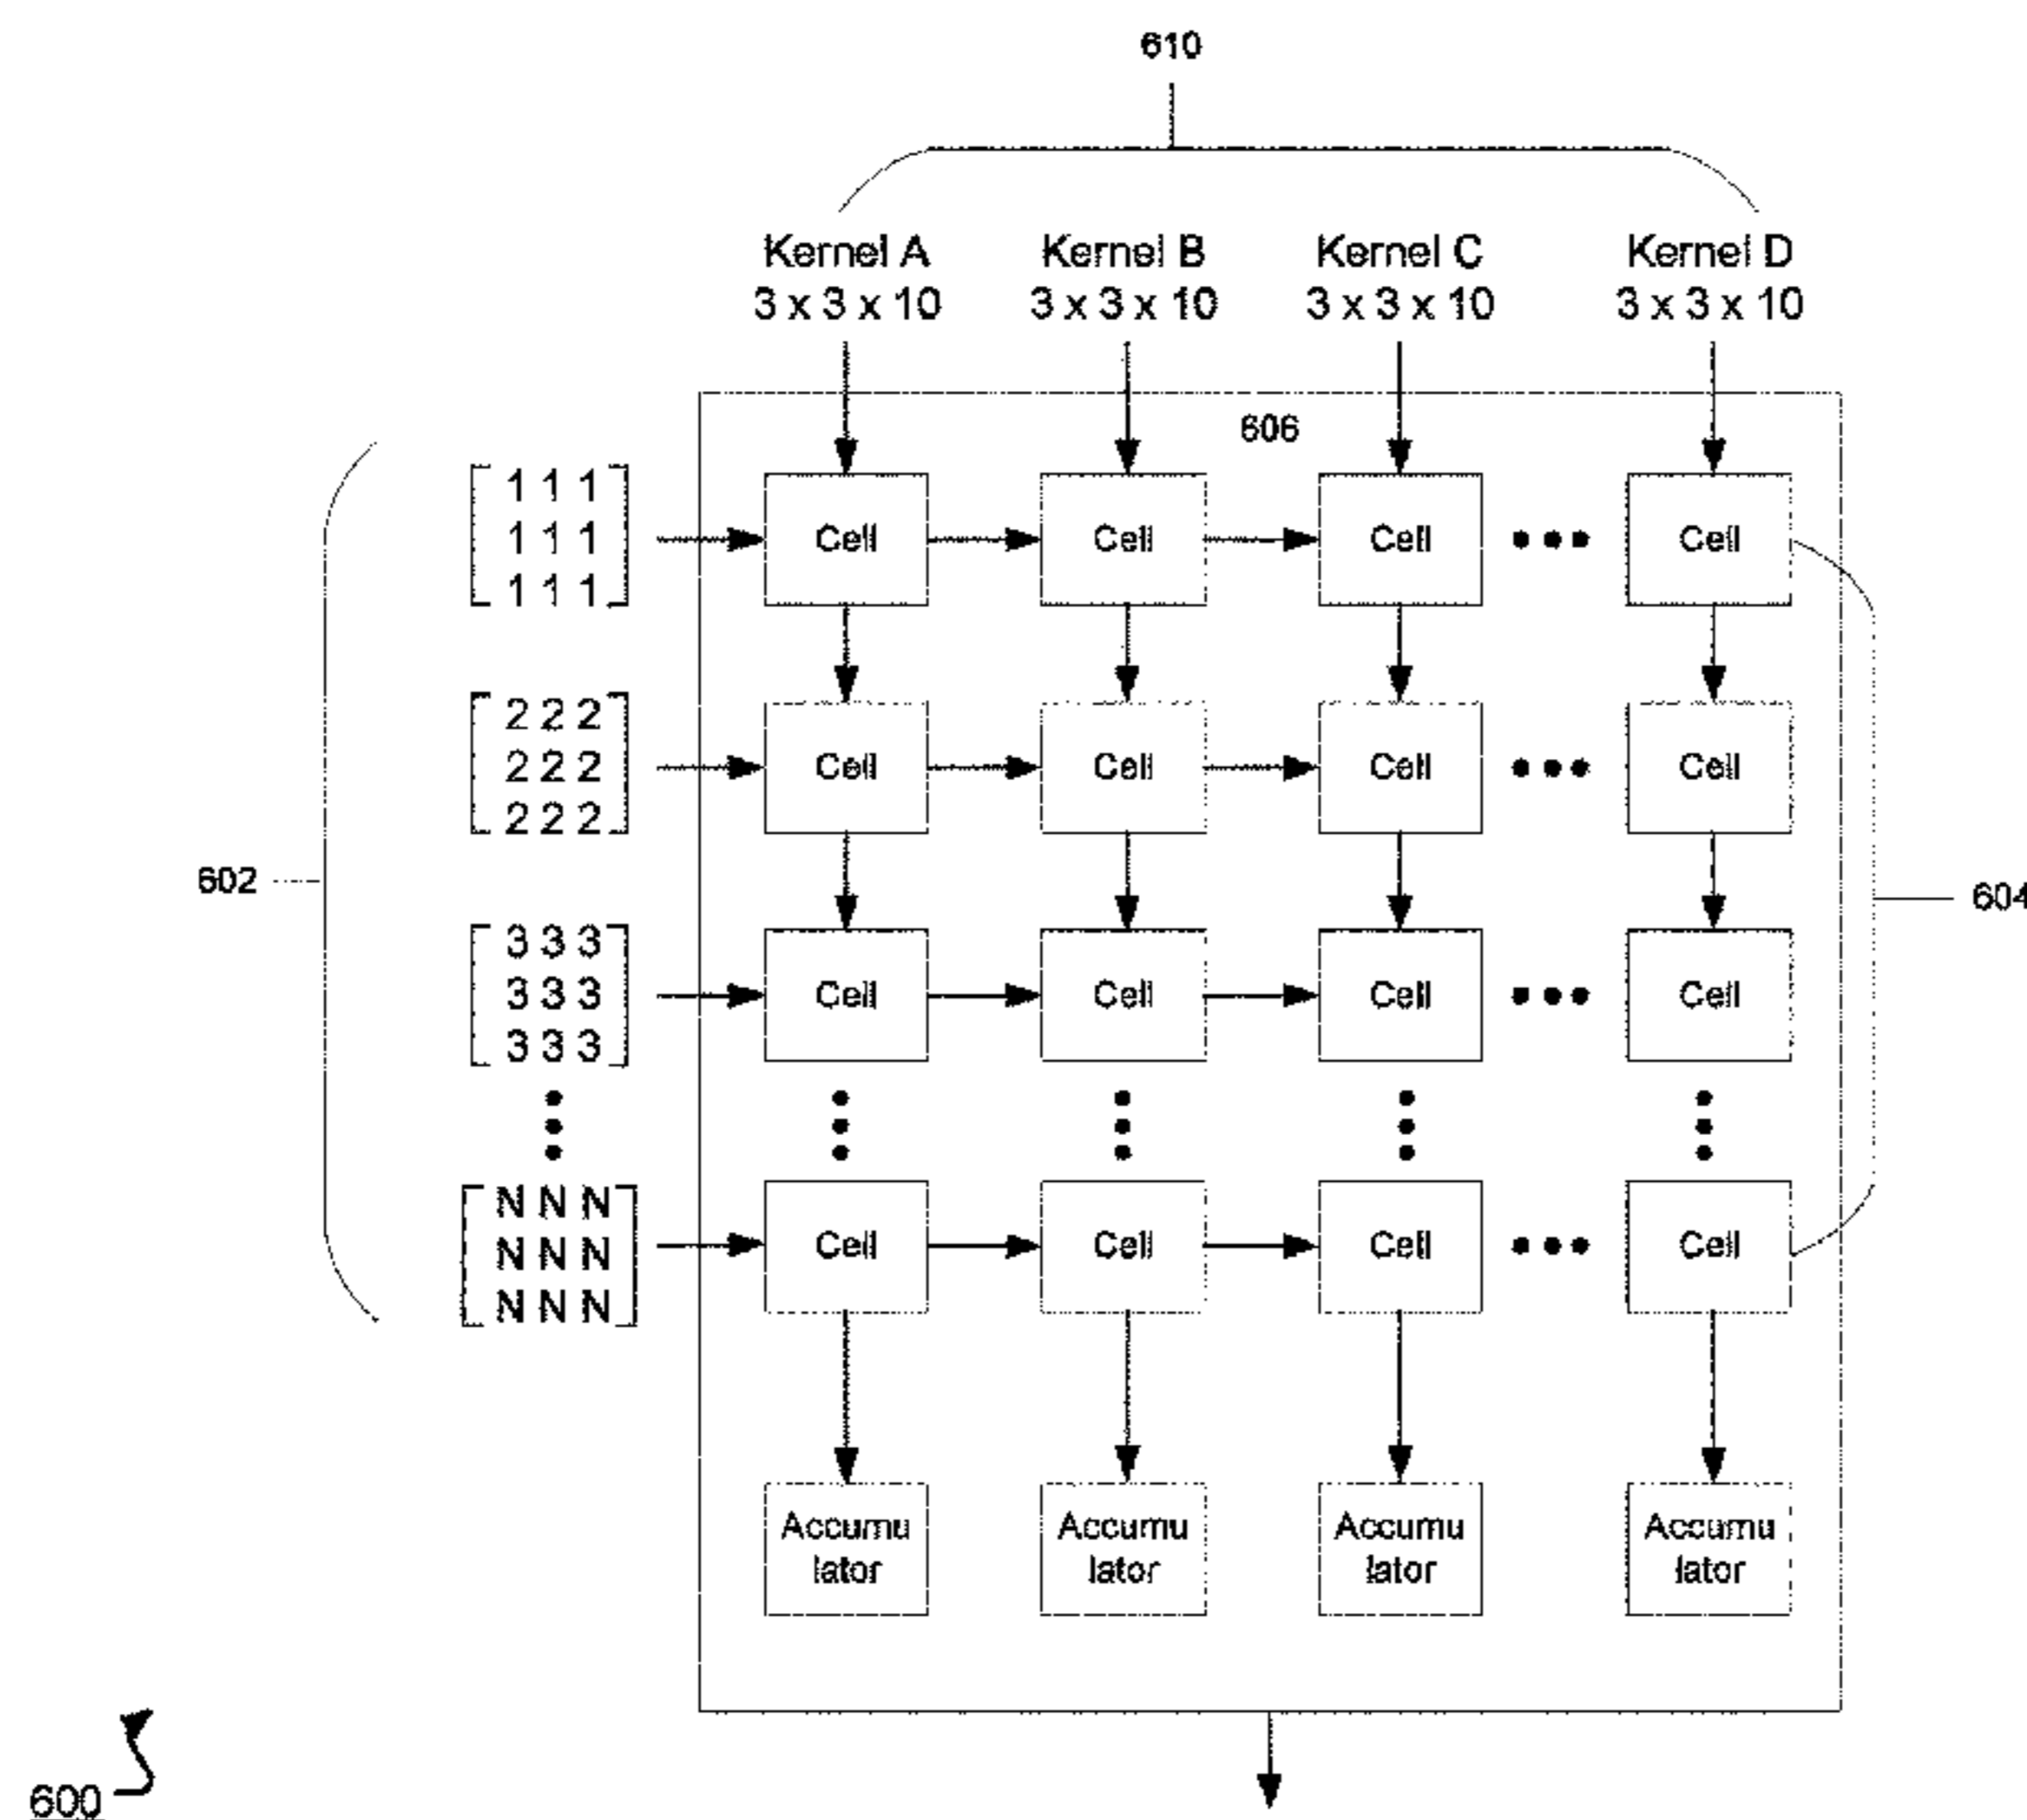 610
Kernel A Kernel B Kernel C Kernel D
3 x 3 x 10 3 x 3 x 10 3 x 3 x 10 3 x 3 x 10
606
1 1 1
1 1 1
1 1 1
Cell Cell Cell Cell
2 2 2
2 2 2
2 2 2
Cell Cell Cell Cell
602
604
3 3 3
3 3 3
3 3 3
Cell Cell Cell Cell
N N N
N N N
N N N
Cell Cell Cell Cell
Accumu Accumu Accumu Accumu
lator lator lator lator
600